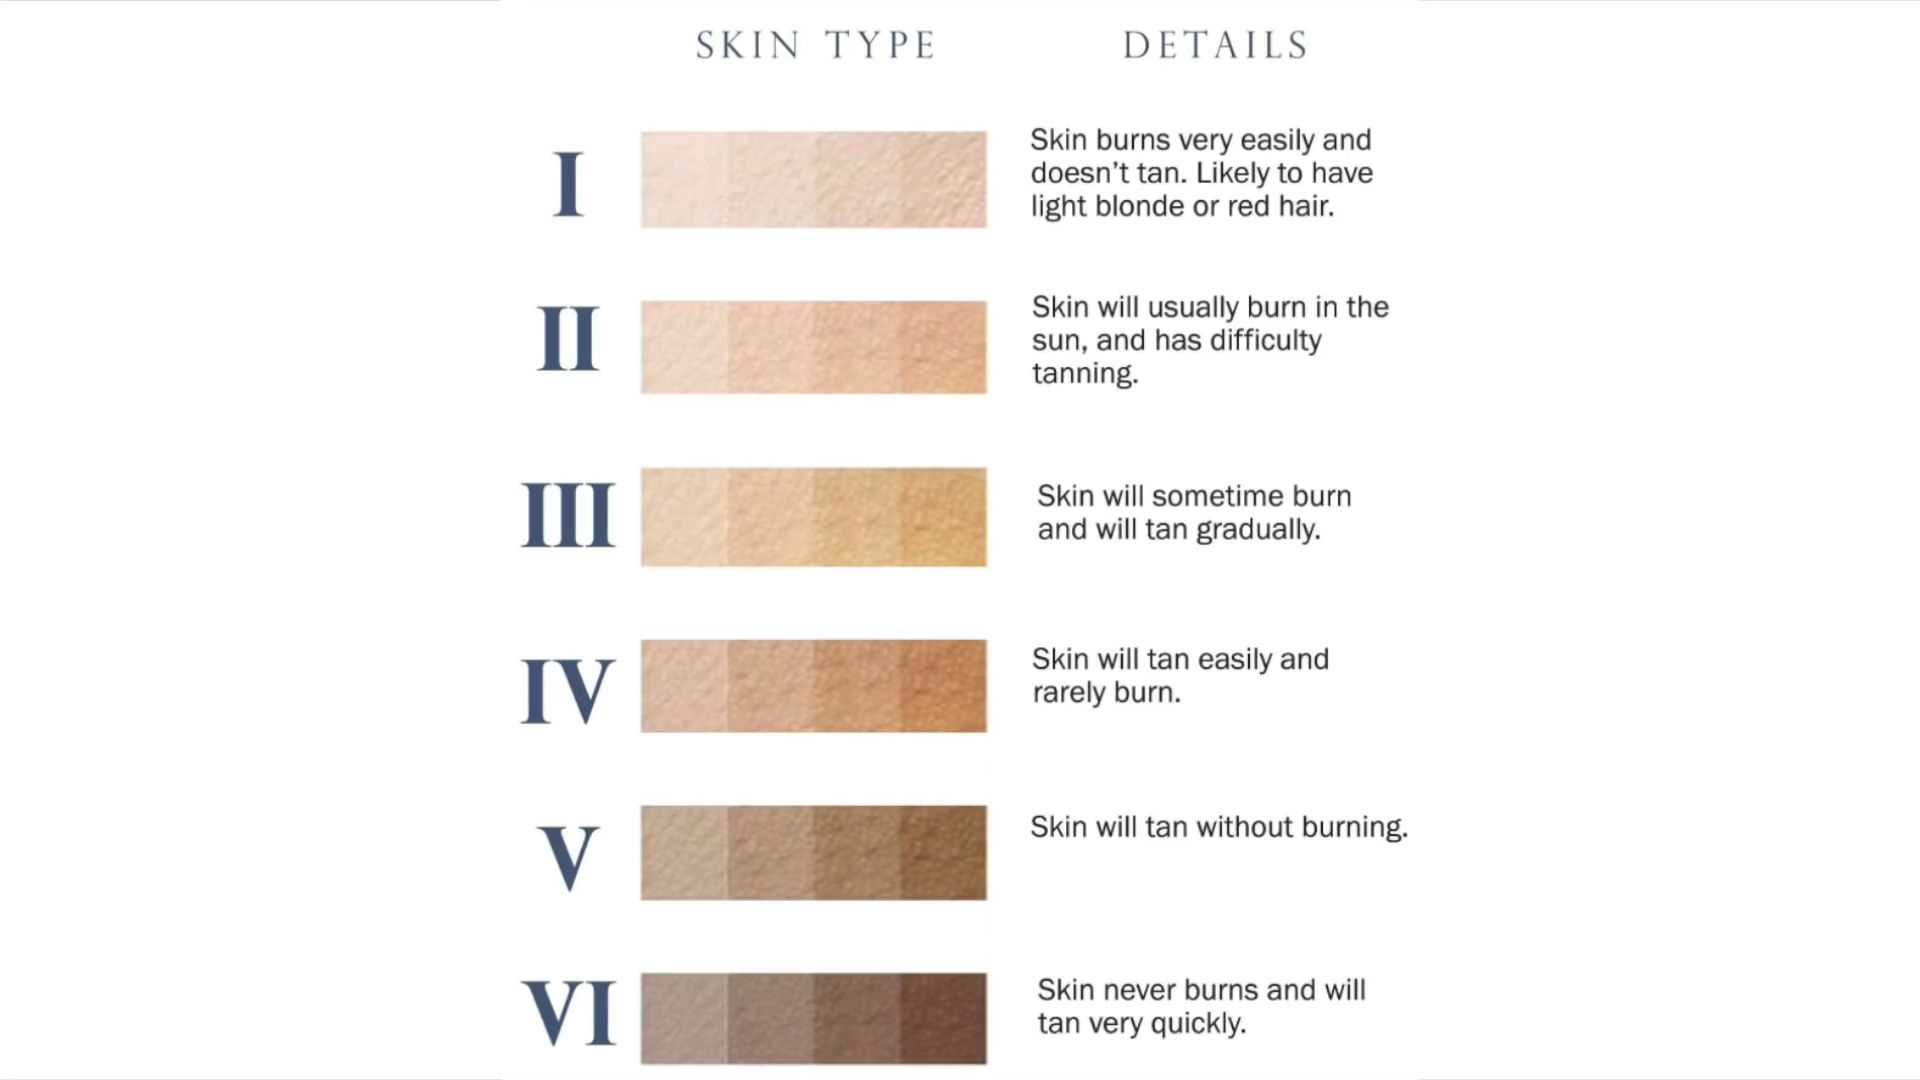 SKIN TYPE DETAILS
I
Skin burns very easily and
doesn't tan. Likely to have
light blonde or red hair.
II
Skin will usually burn in the
sun, and has difficulty
tanning.
III
Skin will sometime burn
and will tan gradually.
IV
Skin will tan easily and
rarely burn.
V
Skin will tan without burning.
VI
Skin never burns and will
tan very quickly.